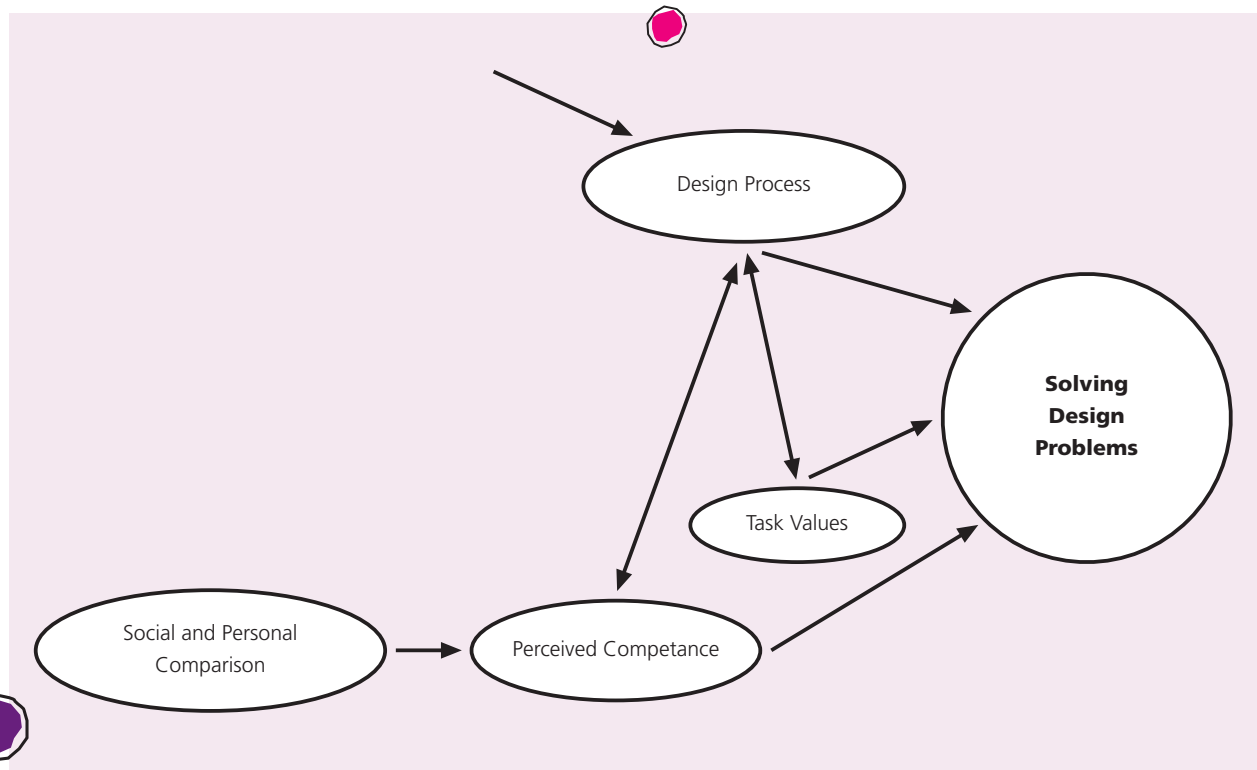 Design Process
Solving
Design
Problems
Task Values
Social and Personal
Comparison
Perceived Competance